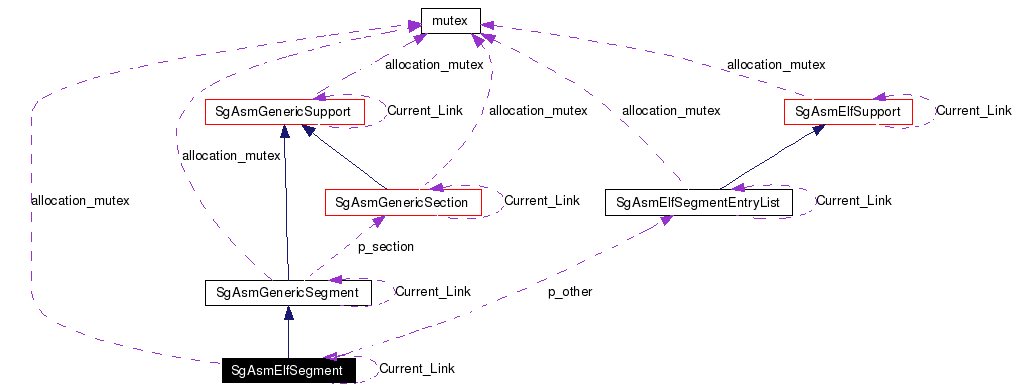 mutex
allocation_mutex
allocation_mutex
SgAsmGenericSupport
Current_Link
allocation_mutex
allocation_mutex
SgAsmElfSupport
Current_Link
allocation_mutex
allocation_mutex
SgAsmGenericSection
Current_Link
SgAsmElfSegmentEntryList
Current_Link
p_section
SgAsmGenericSegment
Current_Link
p_other
SgAsmElfSegment
Current_Link